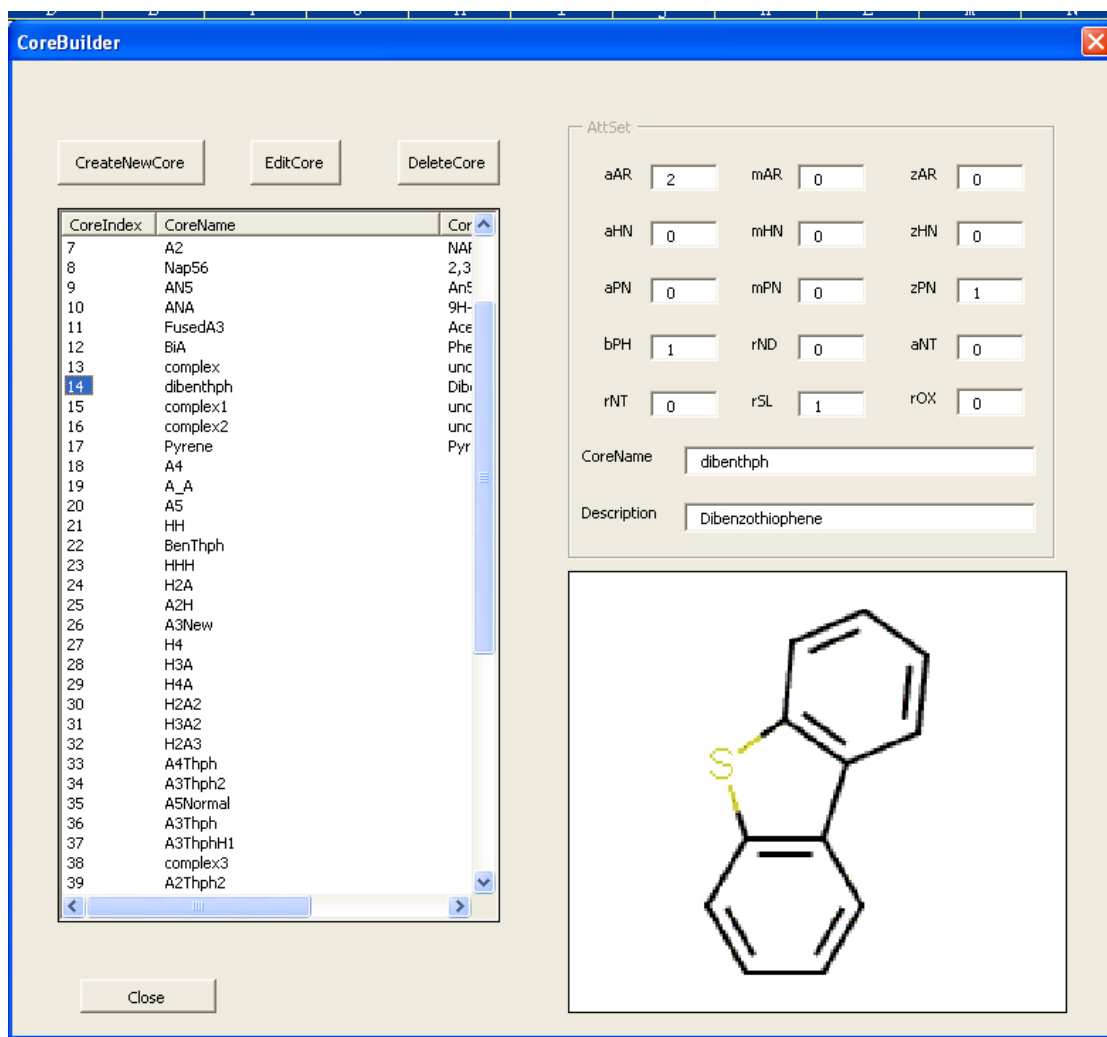 CoreBuilder
CreateNewCore EditCore DeleteCore
CoreIndex CoreName Cor
7 A2 NAF
8 Nap56 2,3
9 AN5 An5
10 ANA 9H-
11 FusedA3 Ace
12 BiA Phe
13 complex unc
14 dibenthph Dib
15 complex1 unc
16 complex2 unc
17 Pyrene Pyr
18 A4
19 A_A
20 A5
21 HH
22 BenThph
23 HHH
24 H2A
25 A2H
26 A3New
27 H4
28 H3A
29 H4A
30 H2A2
31 H3A2
32 H2A3
33 A4Thph
34 A3Thph2
35 A5Normal
36 A3Thph
37 A3ThphH1
38 complex3
39 A2Thph2
Close
AttSet
aAR 2 mAR 0 zAR 0
aHN 0 mHN 0 zHN 0
aPN 0 mPN 0 zPN 1
bPH 1 rND 0 aNT 0
rNT 0 rSL 1 rOX 0
CoreName dibenthph
Description Dibenzothiophene
S